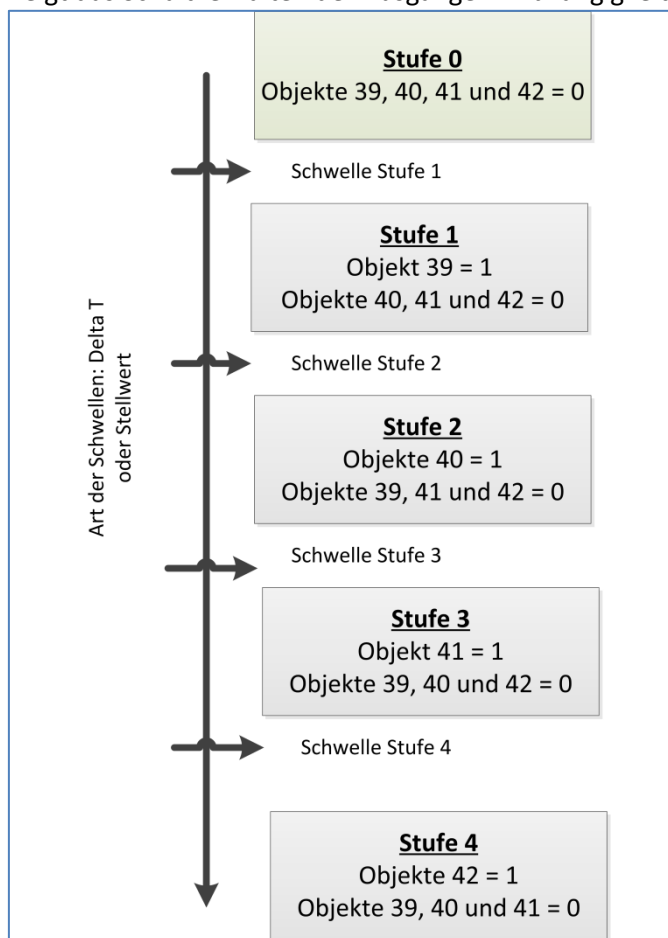 Stufe 0
Objekte 39, 40, 41 und 42 = 0
Schwelle Stufe 1
Stufe 1
Objekt 39 = 1
Objekte 40, 41 und 42 = 0
Art der Schwellen: Delta T
oder Stellwert
Schwelle Stufe 2
Stufe 2
Objekte 40 = 1
Objekte 39, 41 und 42 = 0
Schwelle Stufe 3
Stufe 3
Objekt 41 = 1
Objekte 39, 40 und 42 = 0
Schwelle Stufe 4
Stufe 4
Objekte 42 = 1
Objekte 39, 40 und 41 = 0